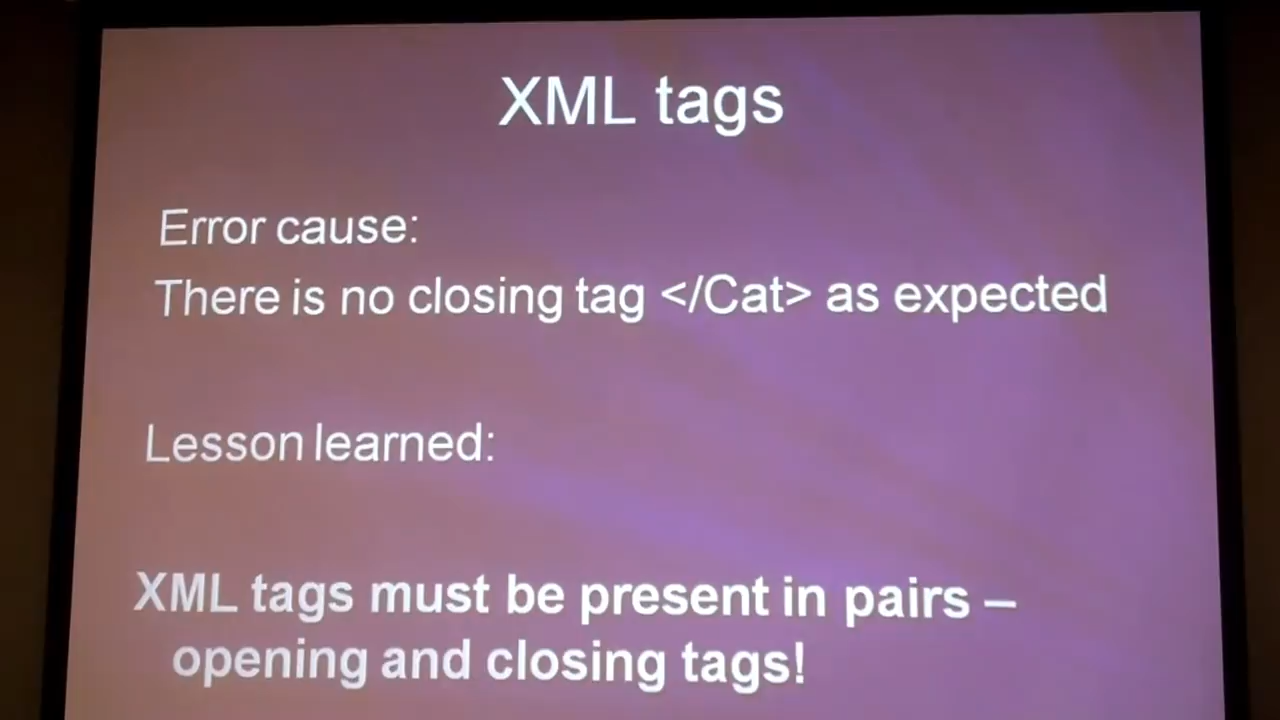 XML tags
Error cause:
There is no closing tag </Cat> as expected
Lesson learned:
XML tags must be present in pairs –
opening and closing tags!